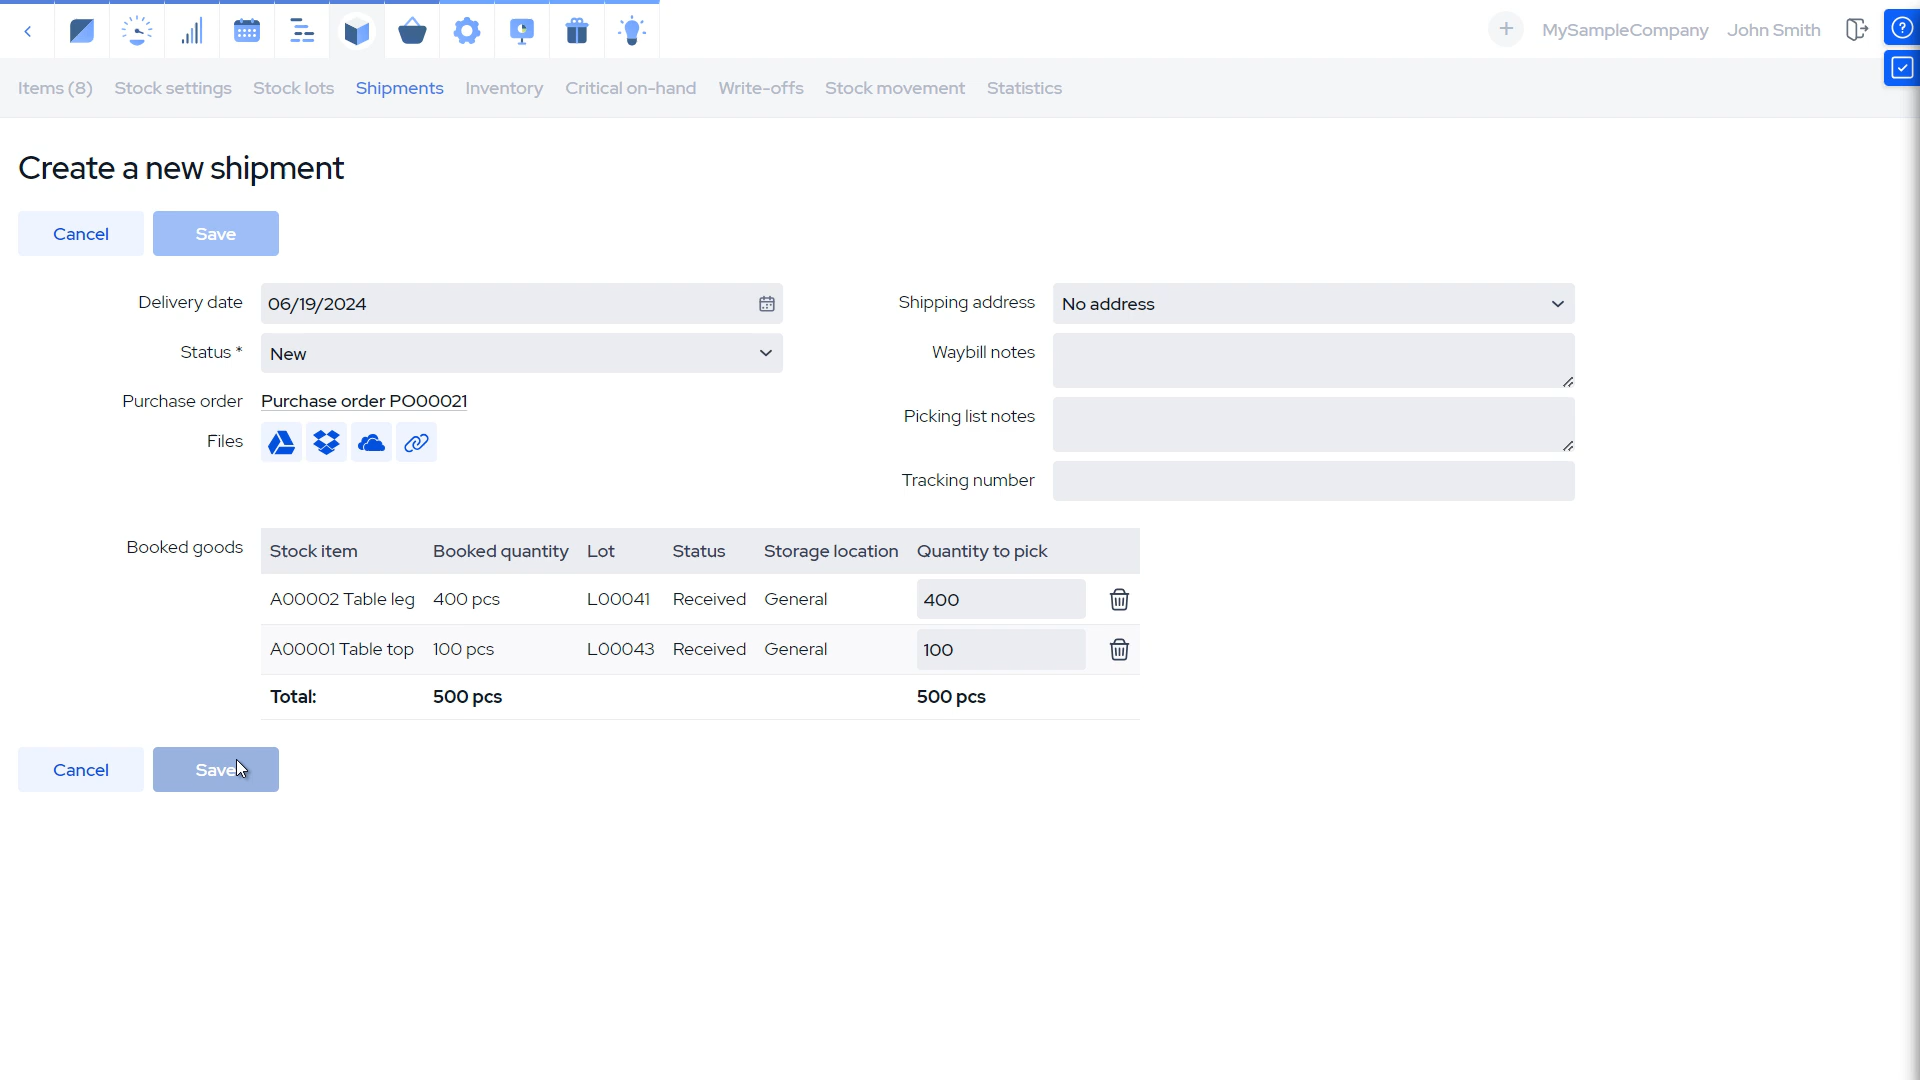 MySampleCompany John Smith
Items (8) Stock settings Stock lots Shipments Inventory Critical on-hand Write-offs Stock movement Statistics
Create a new shipment
Cancel Save
Delivery date 06/19/2024
Status * New
Purchase order Purchase order PO00021
Files
Shipping address No address
Waybill notes
Picking list notes
Tracking number
Booked goods
Stock item Booked quantity Lot Status Storage location Quantity to pick
A00002 Table leg 400 pcs L00041 Received General 400
A00001 Table top 100 pcs L00043 Received General 100
Total: 500 pcs 500 pcs
Cancel Save